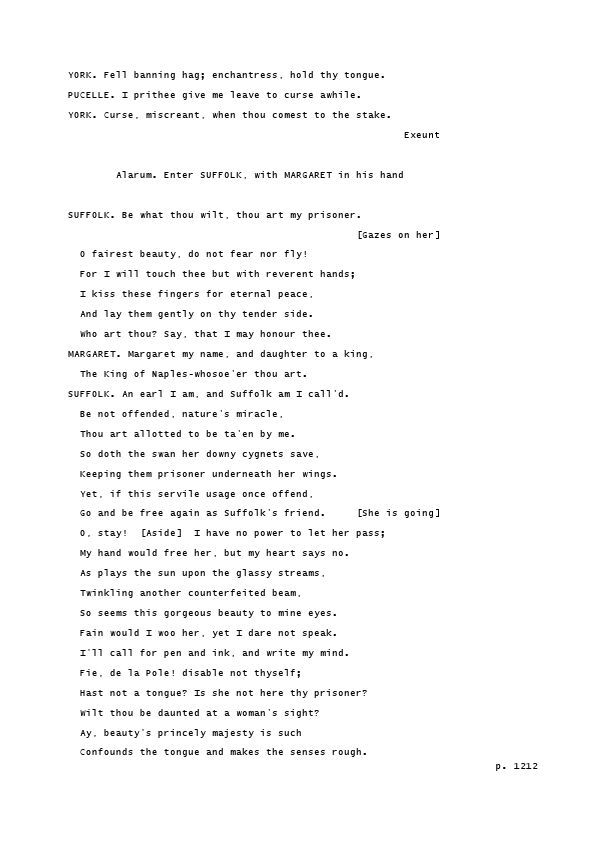 YORK. Fell banning hag; enchantress, hold thy tongue.
PUCELLE. I prithee give me leave to curse awhile.
YORK. Curse, miscreant, when thou comest to the stake.
Exeunt
Alarum. Enter SUFFOLK, with MARGARET in his hand
SUFFOLK. Be what thou wilt, thou art my prisoner.
[Gazes on her]
O fairest beauty, do not fear nor fly!
For I will touch thee but with reverent hands;
I kiss these fingers for eternal peace,
And lay them gently on thy tender side.
Who art thou? Say, that I may honour thee.
MARGARET. Margaret my name, and daughter to a king,
The King of Naples-whosoe'er thou art.
SUFFOLK. An earl I am, and Suffolk am I call'd.
Be not offended, nature's miracle,
Thou art allotted to be ta'en by me.
So doth the swan her downy cygnets save,
Keeping them prisoner underneath her wings.
Yet, if this servile usage once offend,
Go and be free again as Suffolk's friend. [She is going]
O, stay! [Aside] I have no power to let her pass;
My hand would free her, but my heart says no.
As plays the sun upon the glassy streams,
Twinkling another counterfeited beam,
So seems this gorgeous beauty to mine eyes.
Fain would I woo her, yet I dare not speak.
I'll call for pen and ink, and write my mind.
Fie, de la Pole! disable not thyself;
Hast not a tongue? Is she not here thy prisoner?
Wilt thou be daunted at a woman's sight?
Ay, beauty's princely majesty is such
Confounds the tongue and makes the senses rough.
p. 1212